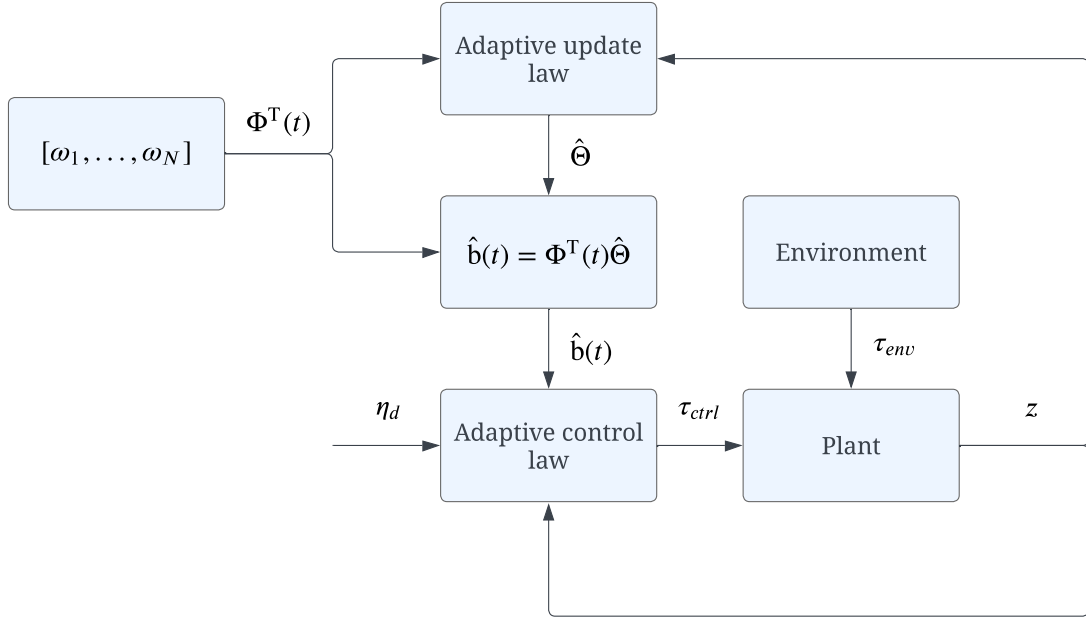 Adaptive update
law
Φᵀ(t)
[ω₁, . . . , ω_N]
Θ̂
b̂(t) = Φᵀ(t)Θ̂
Environment
b̂(t)
τ_env
η_d
τ_ctrl
z
Adaptive control
law
Plant